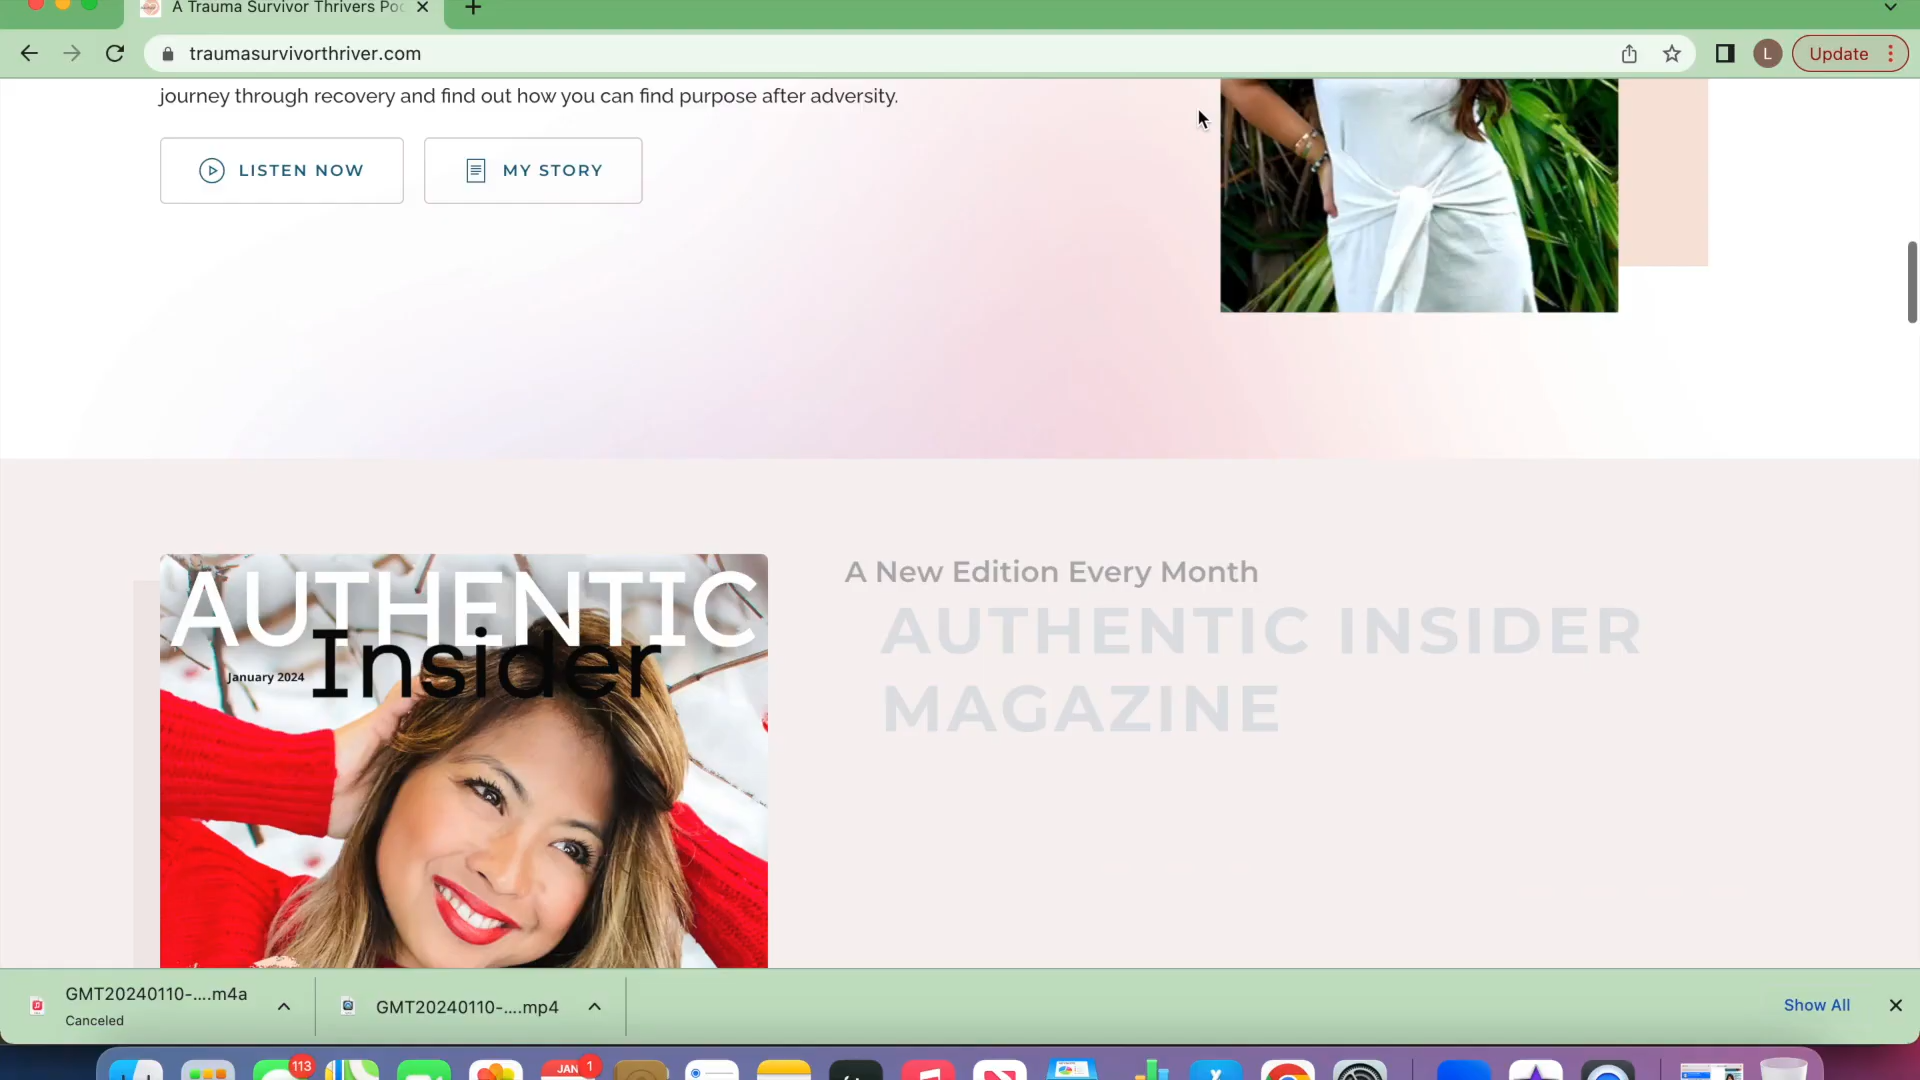 A Trauma Survivor Thrivers Poc
traumasurvivorthriver.com
L
Update
journey through recovery and find out how you can find purpose after adversity.
LISTEN NOW
MY STORY
AUTHENTIC
Insider
January 2024
A New Edition Every Month
AUTHENTIC INSIDER
MAGAZINE
GMT20240110-....m4a
Canceled
GMT20240110-....mp4
Show All
113
JAN
1